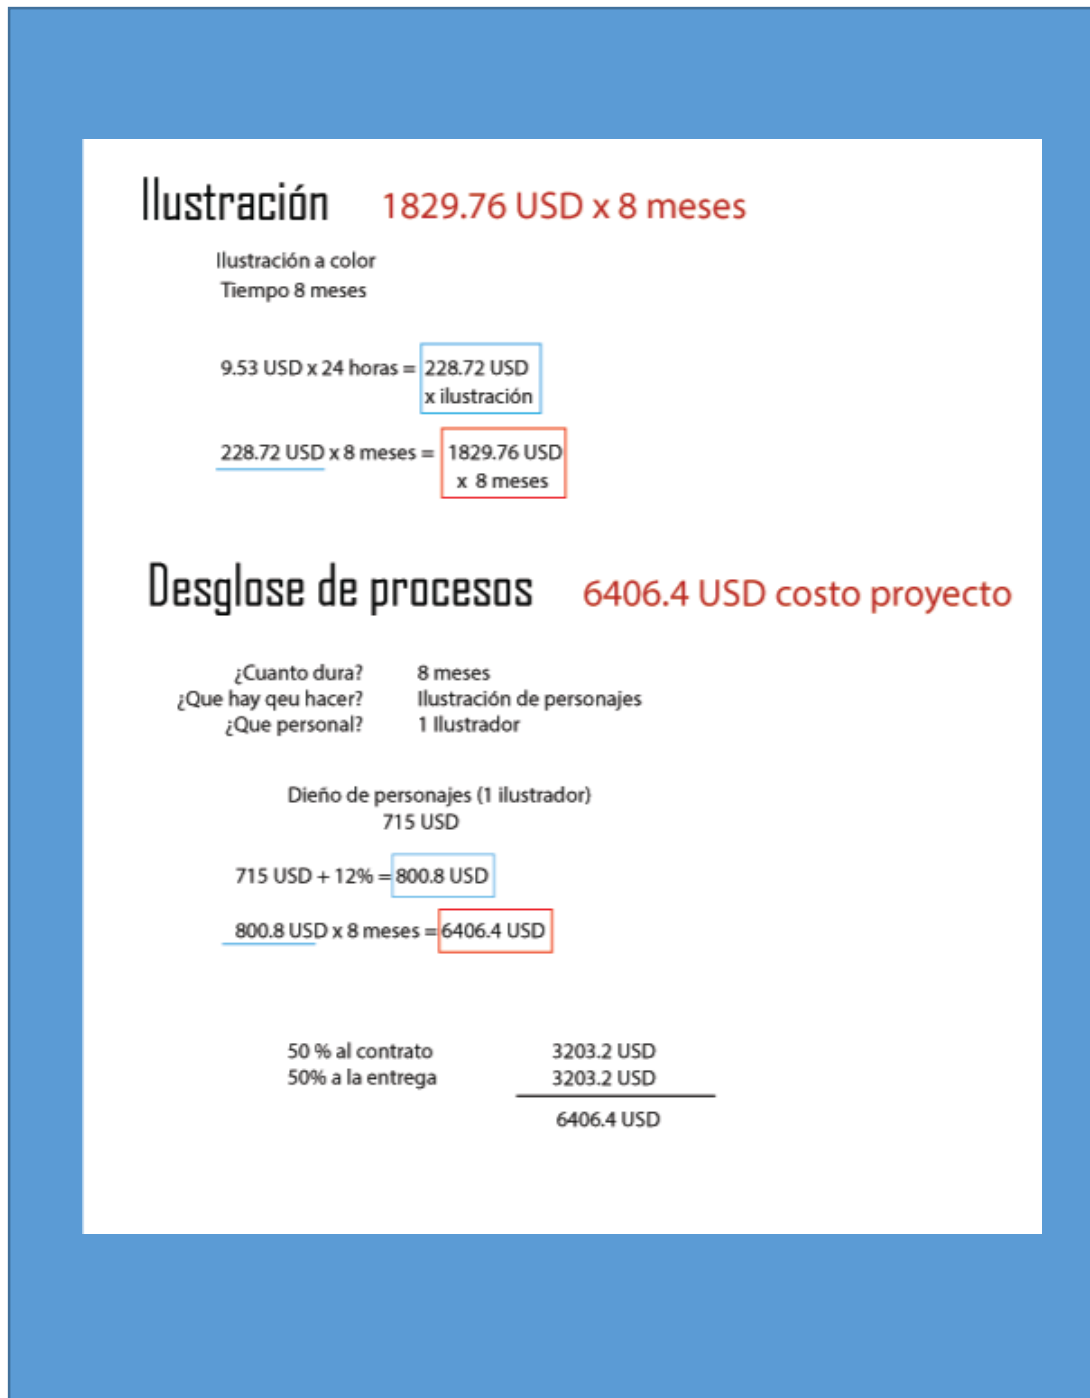 Ilustración 1829.76 USD x 8 meses
Ilustración a color
Tiempo 8 meses
9.53 USD x 24 horas = 228.72 USD
x ilustración
228.72 USD x 8 meses = 1829.76 USD
x 8 meses
Desglose de procesos 6406.4 USD costo proyecto
¿Cuanto dura? 8 meses
¿Que hay qeu hacer? Ilustración de personajes
¿Que personal? 1 Ilustrador
Dieño de personajes (1 ilustrador)
715 USD
715 USD + 12% = 800.8 USD
800.8 USD x 8 meses = 6406.4 USD
50 % al contrato 3203.2 USD
50% a la entrega 3203.2 USD
6406.4 USD